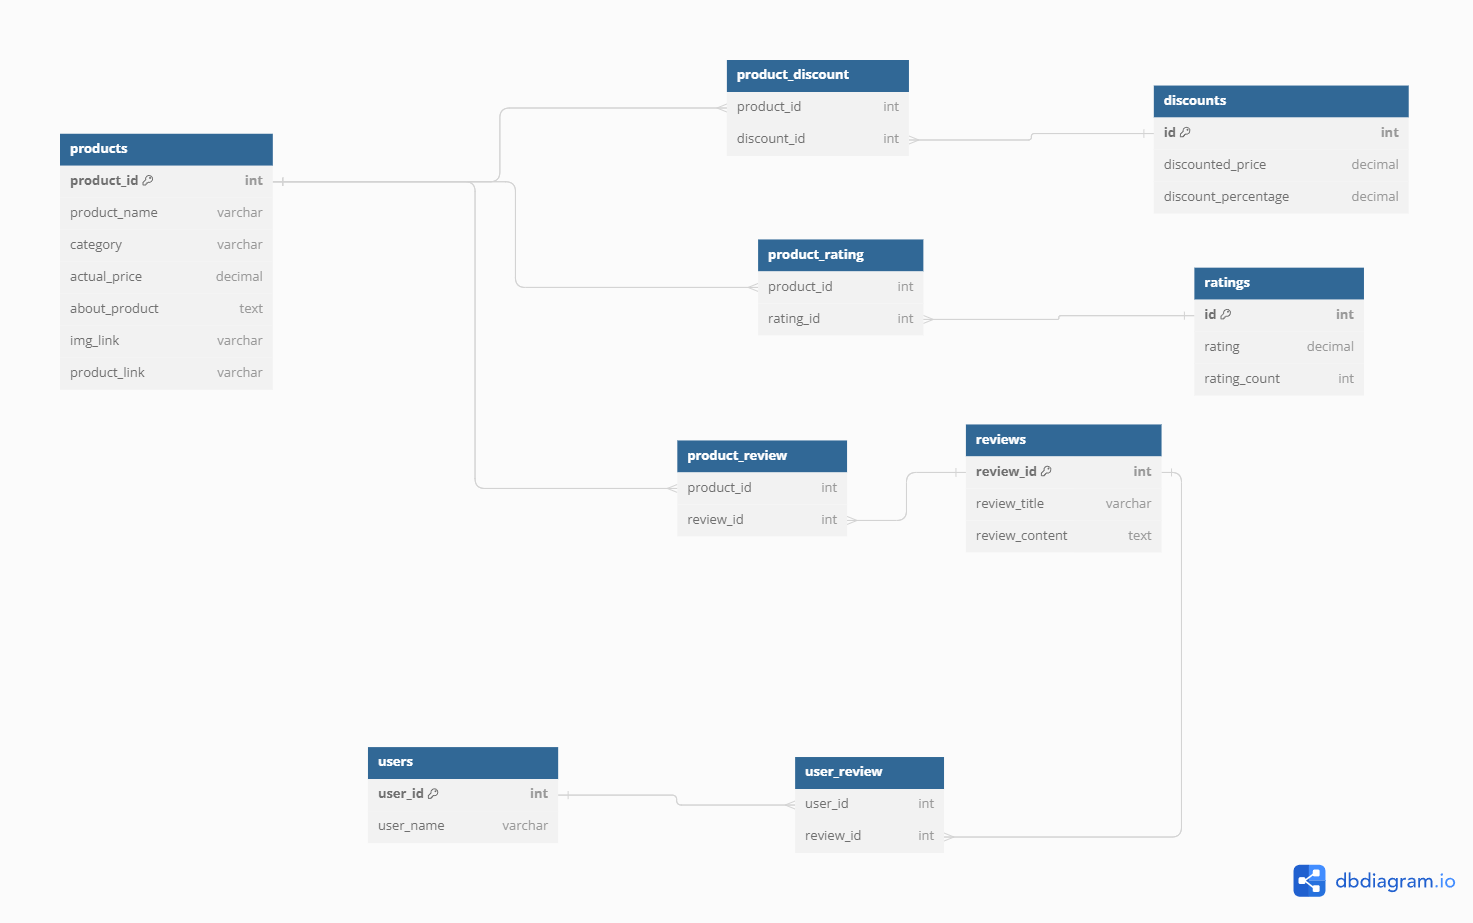 products
product_id int
product_name varchar
category varchar
actual_price decimal
about_product text
img_link varchar
product_link varchar
product_discount
product_id int
discount_id int
discounts
id int
discounted_price decimal
discount_percentage decimal
product_rating
product_id int
rating_id int
ratings
id int
rating decimal
rating_count int
product_review
product_id int
review_id int
reviews
review_id int
review_title varchar
review_content text
users
user_id int
user_name varchar
user_review
user_id int
review_id int
dbdiagram.io